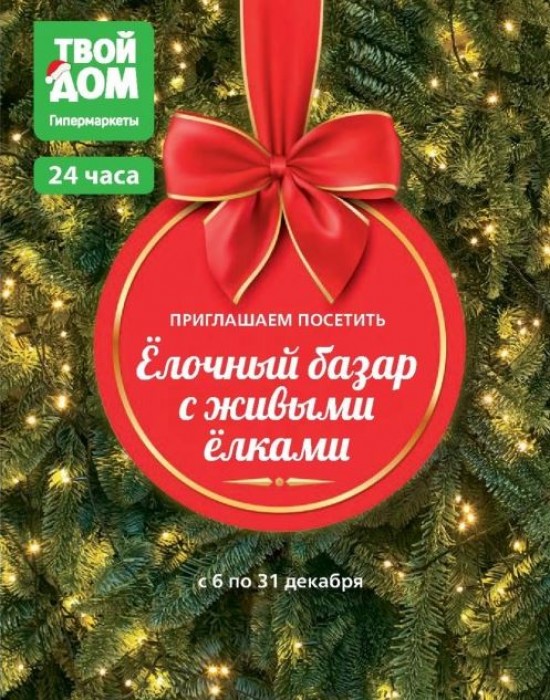 ТВОЙ
ДОМ
Гипермаркеты
24 часа
ПРИГЛАШАЕМ ПОСЕТИТЬ
Ёлочный базар
с живыми
ёлками
с 6 по 31 декабря